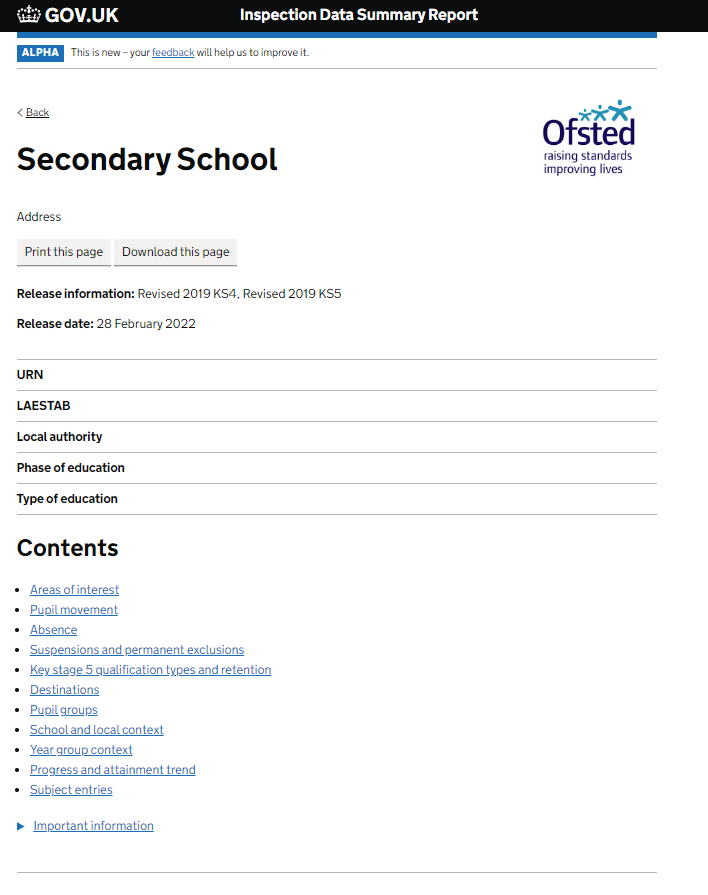 GOV.UK
Inspection Data Summary Report
ALPHA This is new – your feedback will help us to improve it.
Back
Ofsted
raising standards
improving lives
Secondary School
Address
Print this page Download this page
Release information: Revised 2019 KS4, Revised 2019 KS5
Release date: 28 February 2022
URN
LAESTAB
Local authority
Phase of education
Type of education
Contents
Areas of interest
Pupil movement
Absence
Suspensions and permanent exclusions
Key stage 5 qualification types and retention
Destinations
Pupil groups
School and local context
Year group context
Progress and attainment trend
Subject entries
Important information